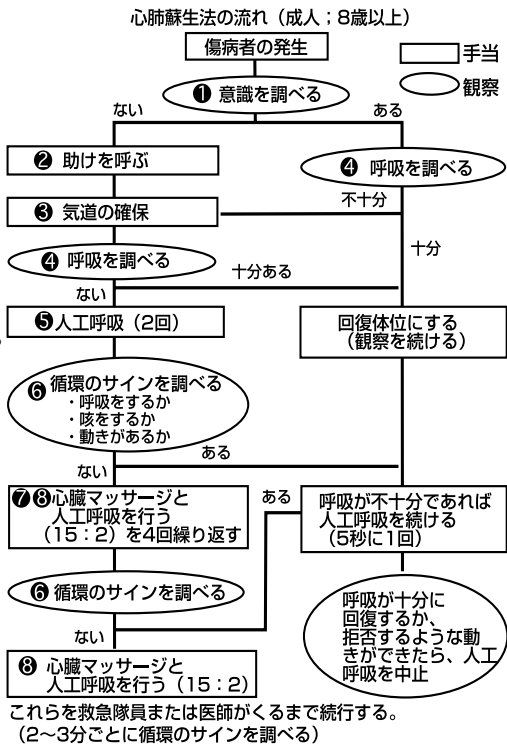 心肺蘇生法の流れ（成人；8歳以上）
傷病者の発生
手当
観察
❶ 意識を調べる
ない
ある
❷ 助けを呼ぶ
❹ 呼吸を調べる
❸ 気道の確保
不十分
十分
❹ 呼吸を調べる
十分ある
ない
❺人工呼吸（2回）
回復体位にする
（観察を続ける）
❻ 循環のサインを調べる
・呼吸をするか
・咳をするか
・動きがあるか
ある
ない
❼❽心臓マッサージと
人工呼吸を行う
（15：2）を4回繰り返す
ある
呼吸が不十分であれば
人工呼吸を続ける
（5秒に1回）
❻ 循環のサインを調べる
ない
呼吸が十分に
回復するか、
拒否するような動
きができたら、人工
呼吸を中止
❽ 心臓マッサージと
人工呼吸を行う（15：2）
これらを救急隊員または医師がくるまで続行する。
（2〜3分ごとに循環のサインを調べる）